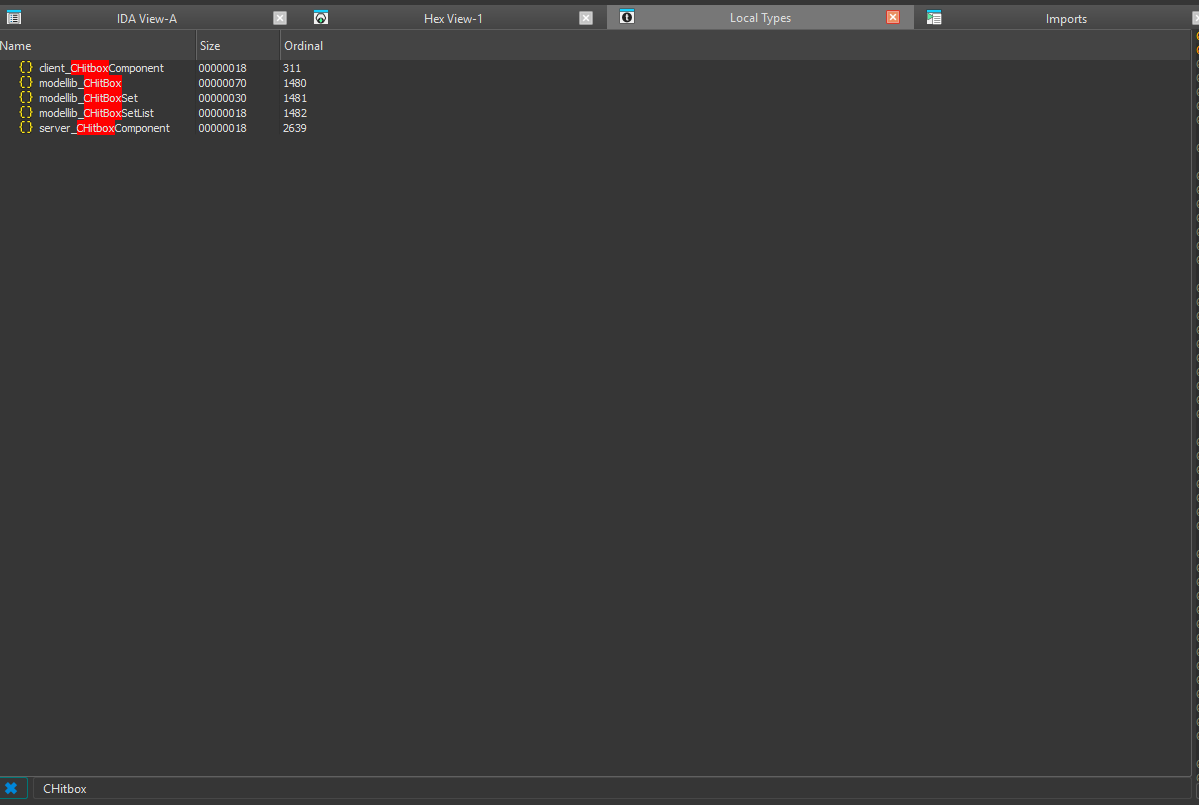 IDA View-A Hex View-1 Local Types Imports
Name Size Ordinal
{} client_CHitboxComponent 00000018 311
{} modellib_CHitBox 00000070 1480
{} modellib_CHitBoxSet 00000030 1481
{} modellib_CHitBoxSetList 00000018 1482
{} server_CHitboxComponent 00000018 2639
CHitbox